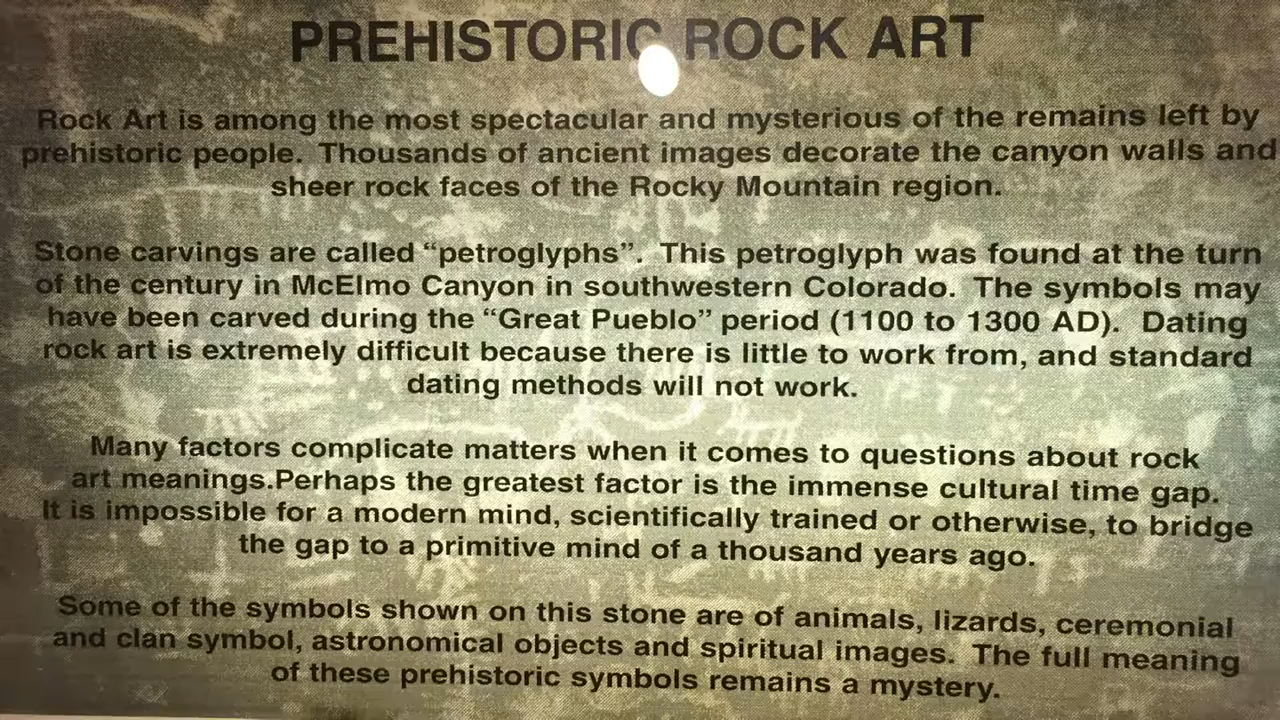 PREHISTORIC ROCK ART
Rock Art is among the most spectacular and mysterious of the remains left by
prehistoric people. Thousands of ancient images decorate the canyon walls and
sheer rock faces of the Rocky Mountain region.
Stone carvings are called “petroglyphs”. This petroglyph was found at the turn
of the century in McElmo Canyon in southwestern Colorado. The symbols may
have been carved during the “Great Pueblo” period (1100 to 1300 AD). Dating
rock art is extremely difficult because there is little to work from, and standard
dating methods will not work.
Many factors complicate matters when it comes to questions about rock
art meanings.Perhaps the greatest factor is the immense cultural time gap.
It is impossible for a modern mind, scientifically trained or otherwise, to bridge
the gap to a primitive mind of a thousand years ago.
Some of the symbols shown on this stone are of animals, lizards, ceremonial
and clan symbol, astronomical objects and spiritual images. The full meaning
of these prehistoric symbols remains a mystery.